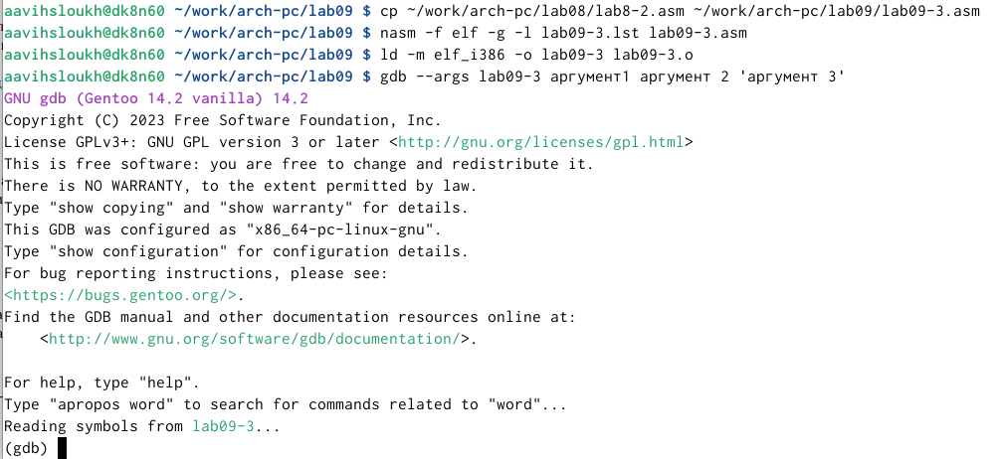 aavihsloukh@dk8n60 ~/work/arch-pc/lab09 $ cp ~/work/arch-pc/lab08/lab8-2.asm ~/work/arch-pc/lab09/lab09-3.asm
aavihsloukh@dk8n60 ~/work/arch-pc/lab09 $ nasm -f elf -g -l lab09-3.lst lab09-3.asm
aavihsloukh@dk8n60 ~/work/arch-pc/lab09 $ ld -m elf_i386 -o lab09-3 lab09-3.o
aavihsloukh@dk8n60 ~/work/arch-pc/lab09 $ gdb --args lab09-3 аргумент1 аргумент 2 'аргумент 3'
GNU gdb (Gentoo 14.2 vanilla) 14.2
Copyright (C) 2023 Free Software Foundation, Inc.
License GPLv3+: GNU GPL version 3 or later <http://gnu.org/licenses/gpl.html>
This is free software: you are free to change and redistribute it.
There is NO WARRANTY, to the extent permitted by law.
Type "show copying" and "show warranty" for details.
This GDB was configured as "x86_64-pc-linux-gnu".
Type "show configuration" for configuration details.
For bug reporting instructions, please see:
<https://bugs.gentoo.org/>.
Find the GDB manual and other documentation resources online at:
    <http://www.gnu.org/software/gdb/documentation/>.

For help, type "help".
Type "apropos word" to search for commands related to "word"...
Reading symbols from lab09-3...
(gdb)